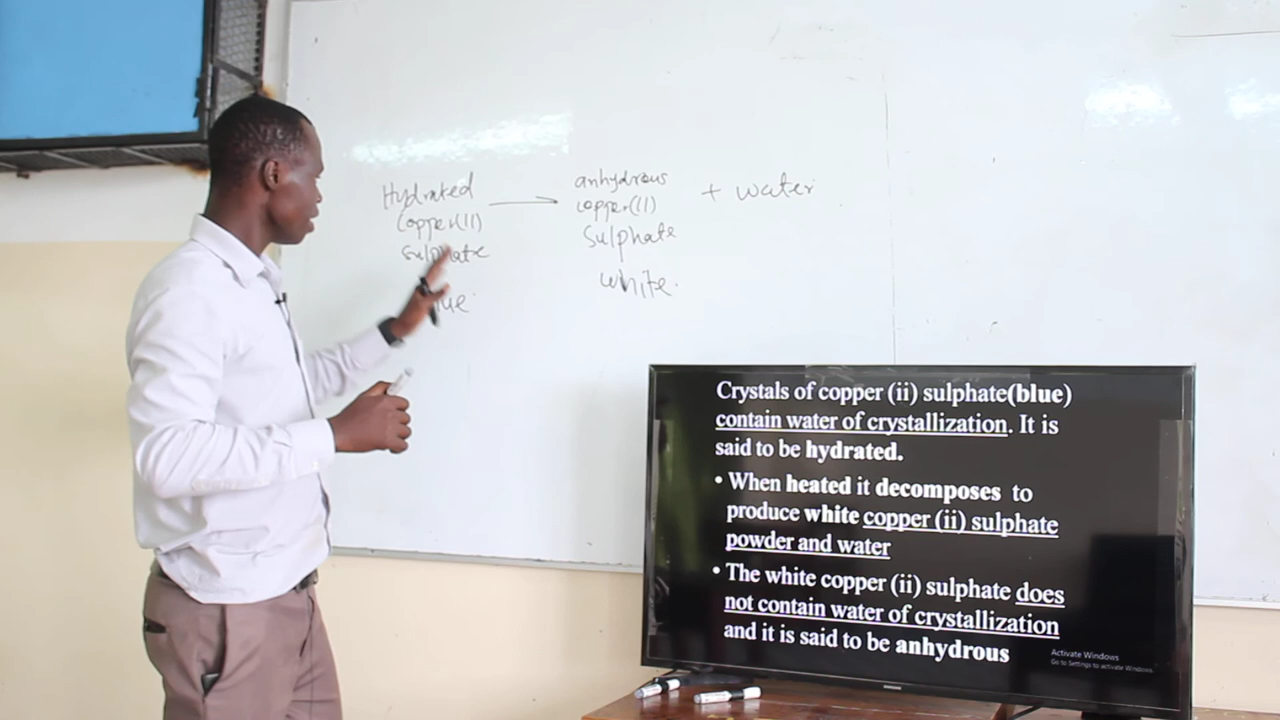 Hydrated
Copper(II)
sulphate
anhydrous
copper(II)
Sulphate
white.
+ water
Crystals of copper (ii) sulphate(blue)
contain water of crystallization. It is
said to be hydrated.
• When heated it decomposes to
produce white copper (ii) sulphate
powder and water
• The white copper (ii) sulphate does
not contain water of crystallization
and it is said to be anhydrous
Activate Windows
Go to Settings to activate Windows.